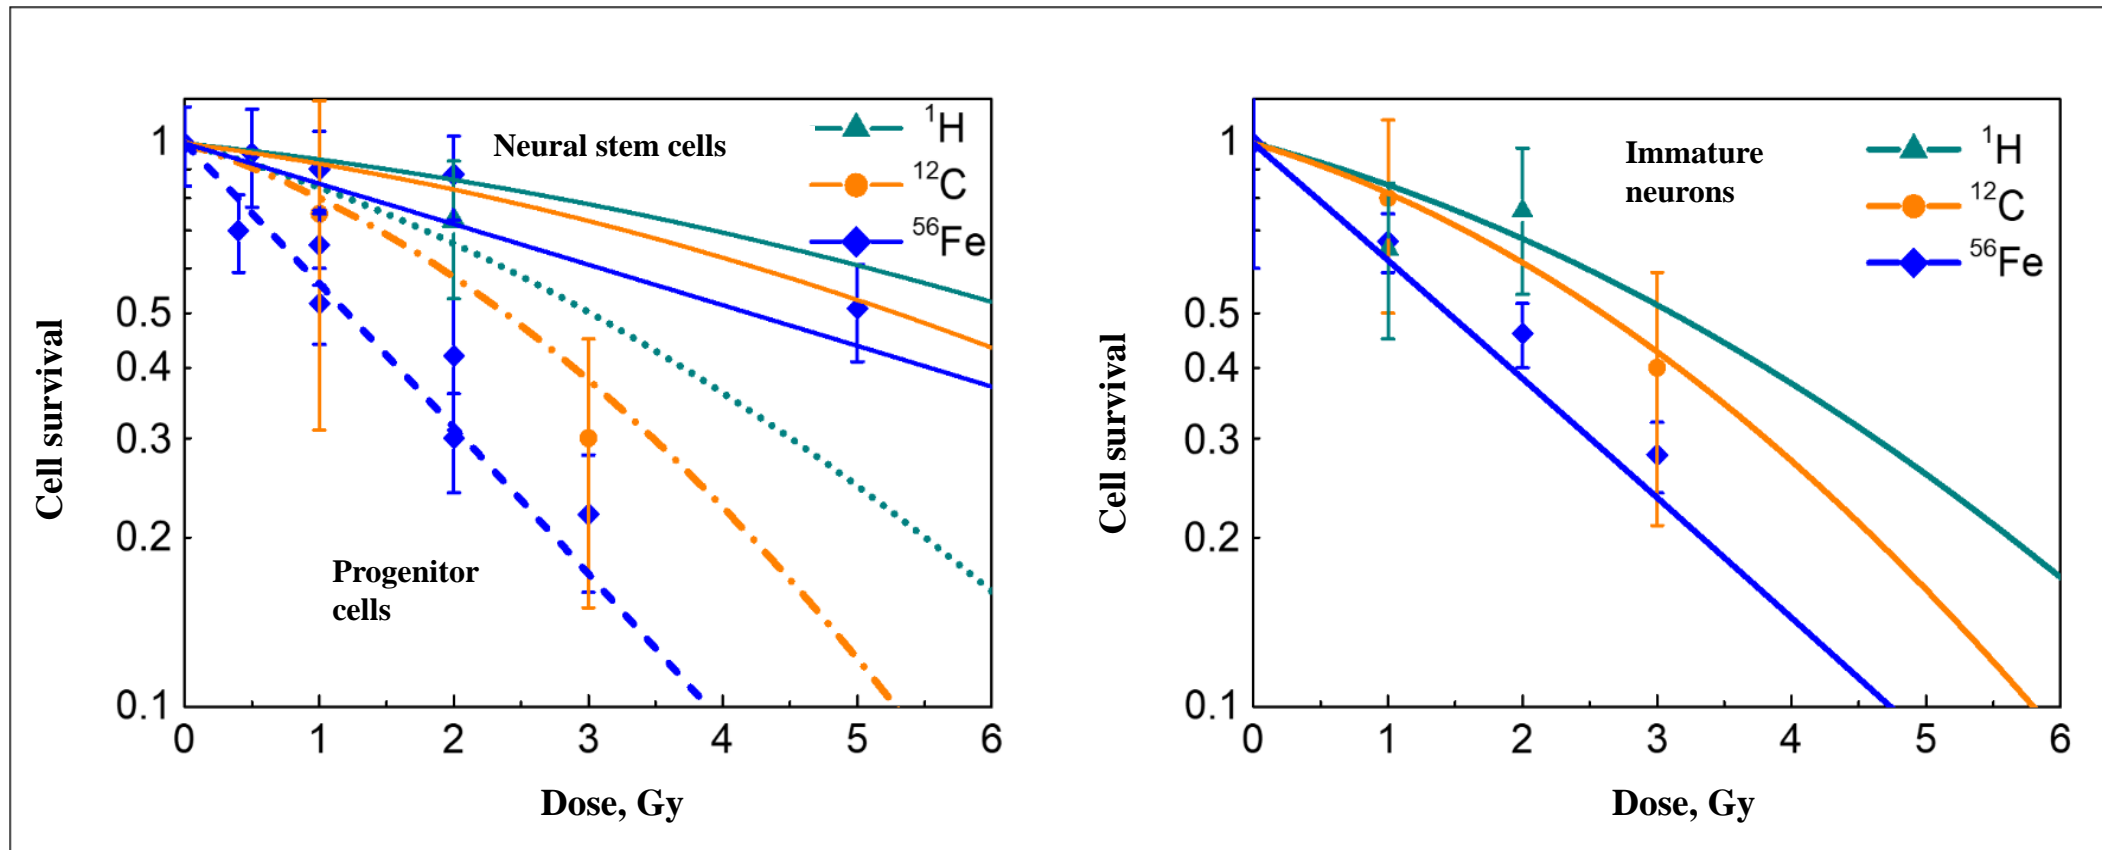 Cell survival
1
0.5
0.4
0.3
0.2
0.1
0 1 2 3 4 5 6
Dose, Gy
Neural stem cells
Progenitor
cells
¹H
¹²C
⁵⁶Fe
Cell survival
1
0.5
0.4
0.3
0.2
0.1
0 1 2 3 4 5 6
Dose, Gy
Immature
neurons
¹H
¹²C
⁵⁶Fe